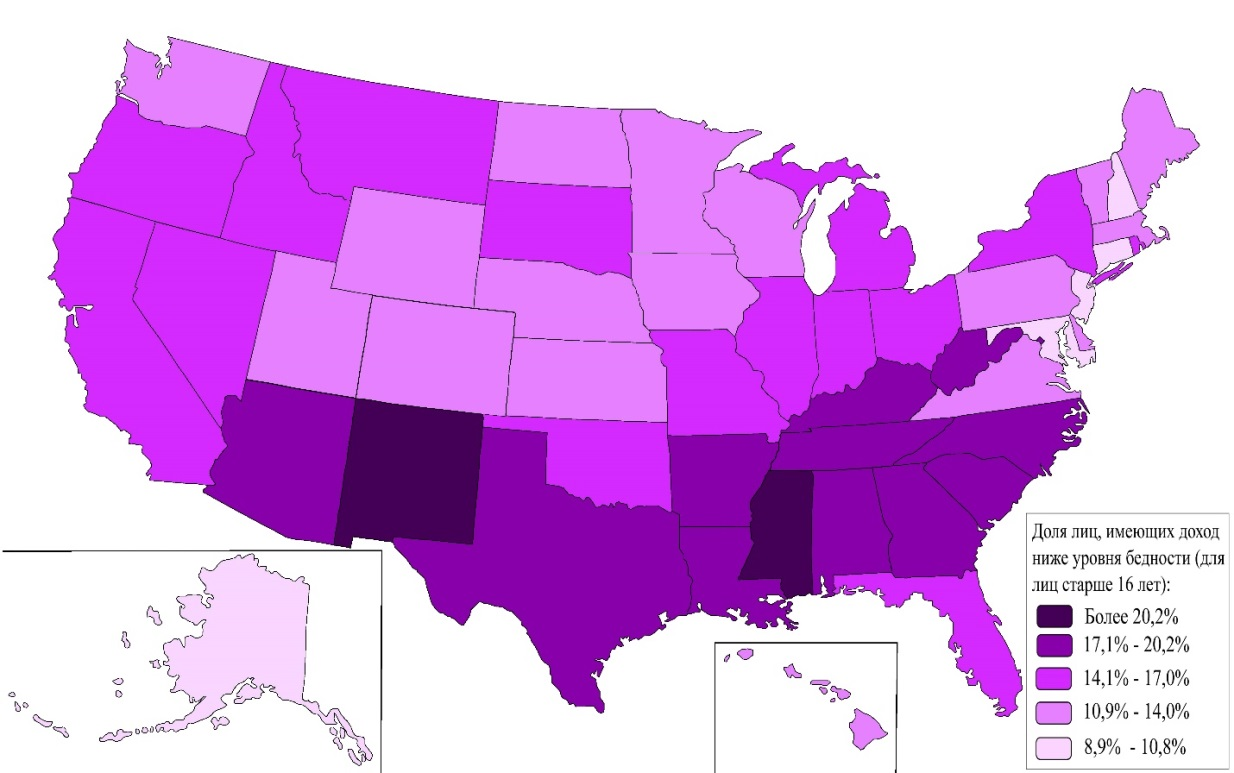 Доля лиц, имеющих доход
ниже уровня бедности (для
лиц старше 16 лет):
Более 20,2%
17,1% - 20,2%
14,1% - 17,0%
10,9% - 14,0%
8,9% - 10,8%